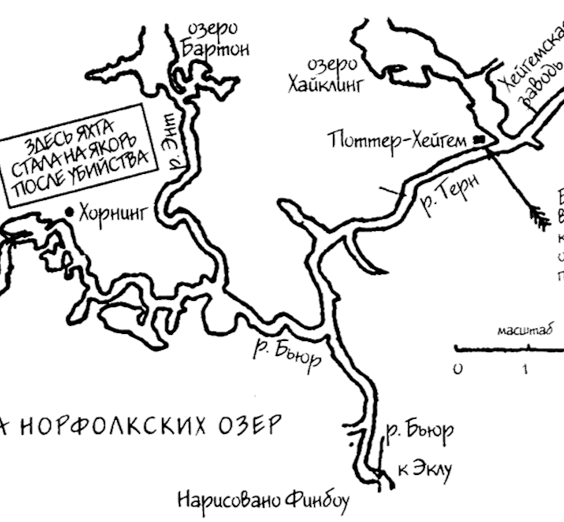 озеро
Бартон
озеро
Хайклинг
Хейгемская
заводь
ЗДЕСЬ ЯХТА
СТАЛА НА ЯКОРЬ
ПОСЛЕ УБИЙСТВА
р. Энт
Поттер-Хейгем
р. Терн
Хорнинг
масштаб
0 1
р. Бьюр
А НОРФОЛКСКИХ ОЗЕР
р. Бьюр
к Эклу
Нарисовано Финбоу